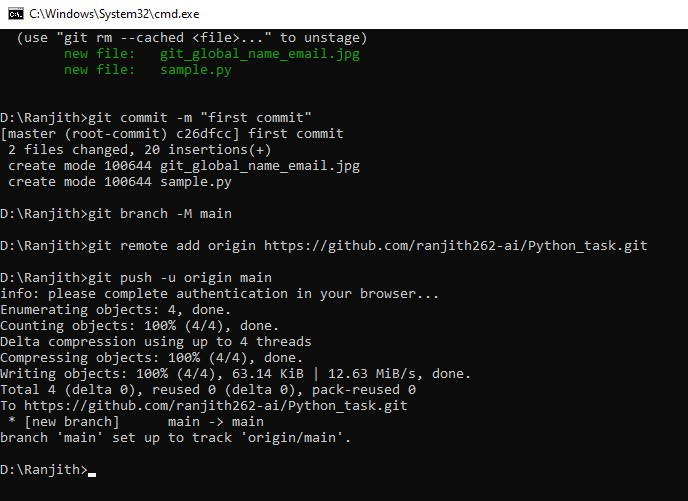 C:\Windows\System32\cmd.exe
(use "git rm --cached <file>..." to unstage)
new file:   git_global_name_email.jpg
new file:   sample.py
D:\Ranjith>git commit -m "first commit"
[master (root-commit) c26dfcc] first commit
2 files changed, 20 insertions(+)
create mode 100644 git_global_name_email.jpg
create mode 100644 sample.py
D:\Ranjith>git branch -M main
D:\Ranjith>git remote add origin https://github.com/ranjith262-ai/Python_task.git
D:\Ranjith>git push -u origin main
info: please complete authentication in your browser...
Enumerating objects: 4, done.
Counting objects: 100% (4/4), done.
Delta compression using up to 4 threads
Compressing objects: 100% (4/4), done.
Writing objects: 100% (4/4), 63.14 KiB | 12.63 MiB/s, done.
Total 4 (delta 0), reused 0 (delta 0), pack-reused 0
To https://github.com/ranjith262-ai/Python_task.git
* [new branch]      main -> main
branch 'main' set up to track 'origin/main'.
D:\Ranjith>